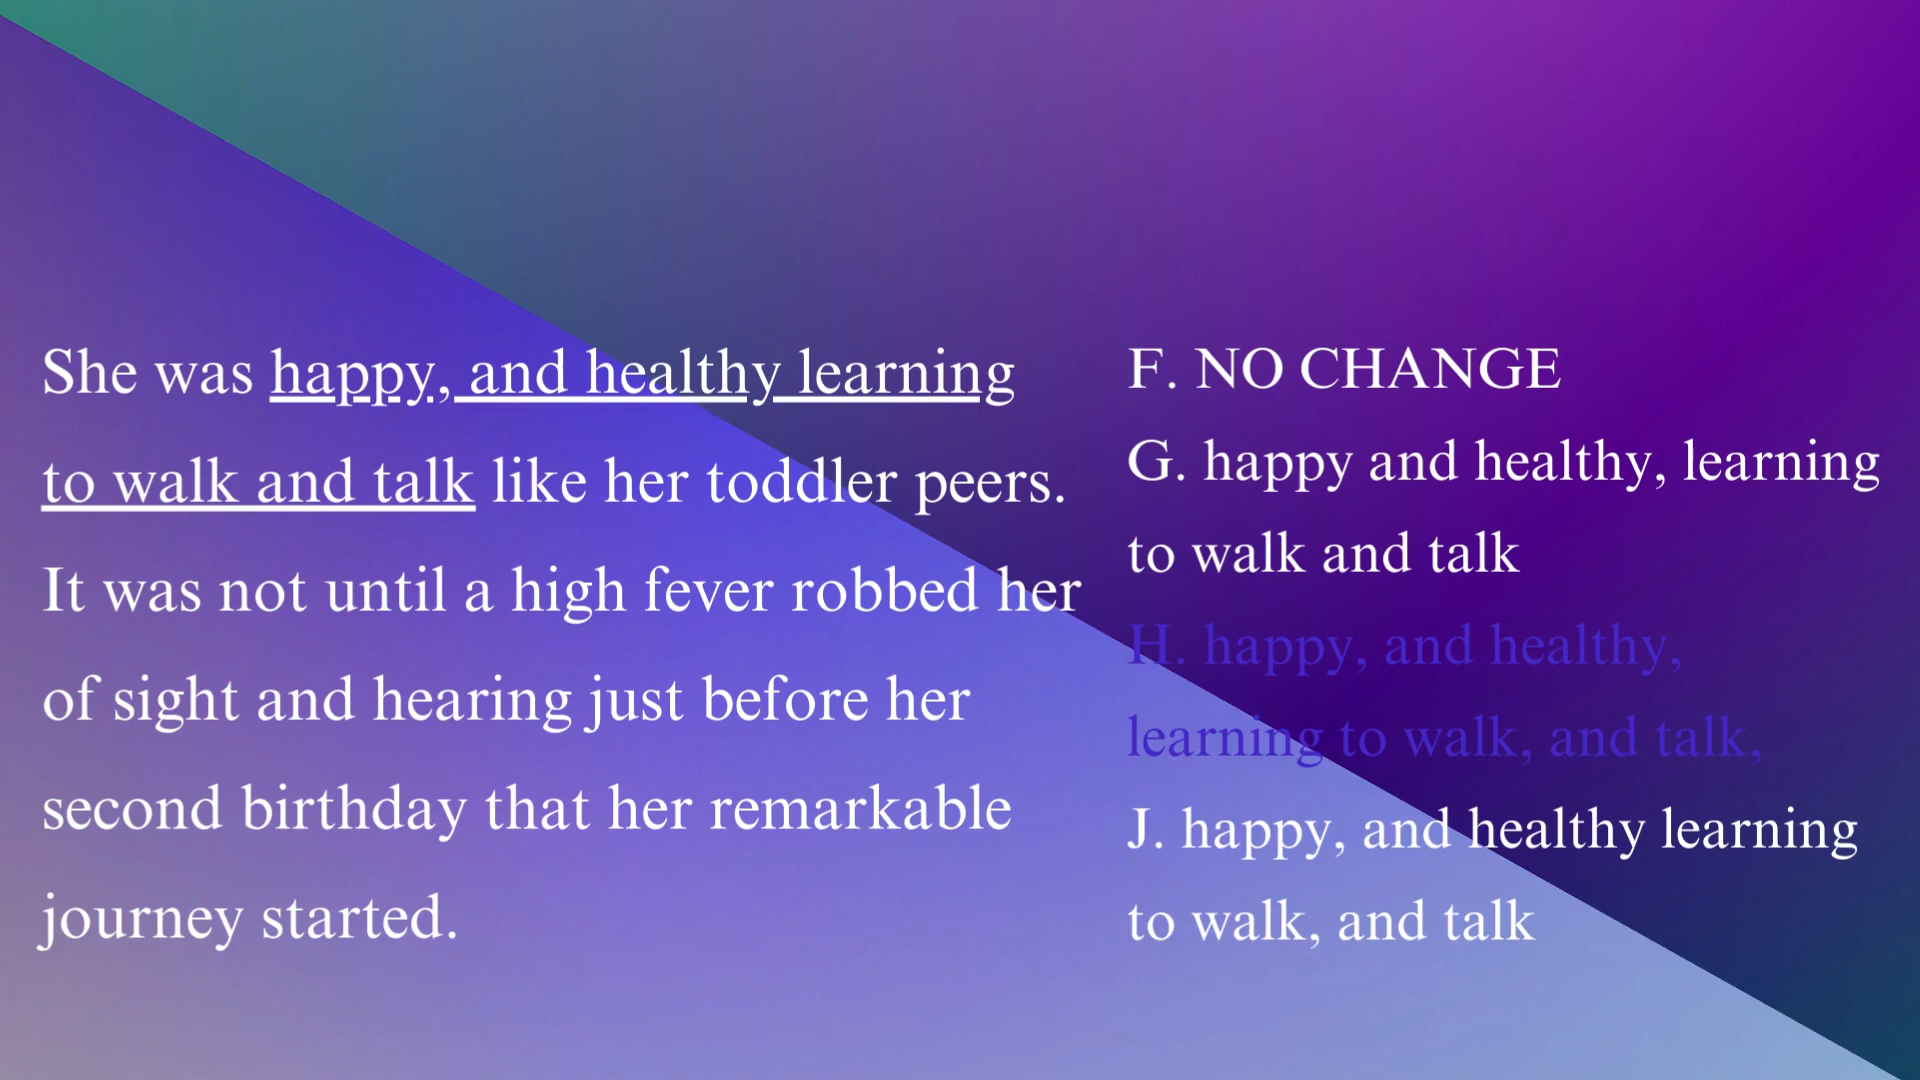 She was happy, and healthy learning
to walk and talk like her toddler peers.
It was not until a high fever robbed her
of sight and hearing just before her
second birthday that her remarkable
journey started.
F. NO CHANGE
G. happy and healthy, learning
to walk and talk
H. happy, and healthy,
learning to walk, and talk,
J. happy, and healthy learning
to walk, and talk